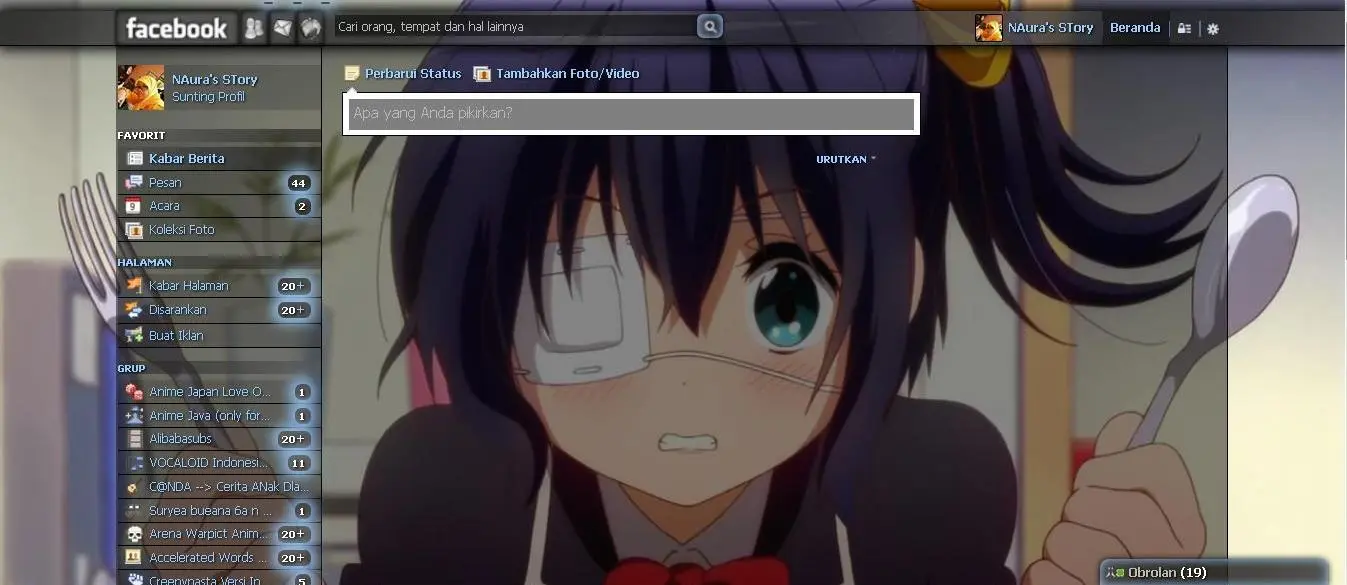 facebook
Cari orang, tempat dan hal lainnya
NAura's STory
Beranda
NAura's STory
Sunting Profil
FAVORIT
Kabar Berita
Pesan 44
Acara 2
Koleksi Foto
HALAMAN
Kabar Halaman 20+
Disarankan 20+
Buat Iklan
GRUP
Anime Japan Love O... 1
Anime Java (only for... 1
Alibabasubs 20+
VOCALOID Indonesi... 11
C@NDA --> Cerita ANak Dla...
Suryea bueana 6a n ... 1
Arena Warpict Anim... 20+
Accelerated Words ... 20+
Creepypasta Versi In... 5
Perbarui Status
Tambahkan Foto/Video
Apa yang Anda pikirkan?
URUTKAN
Obrolan (19)